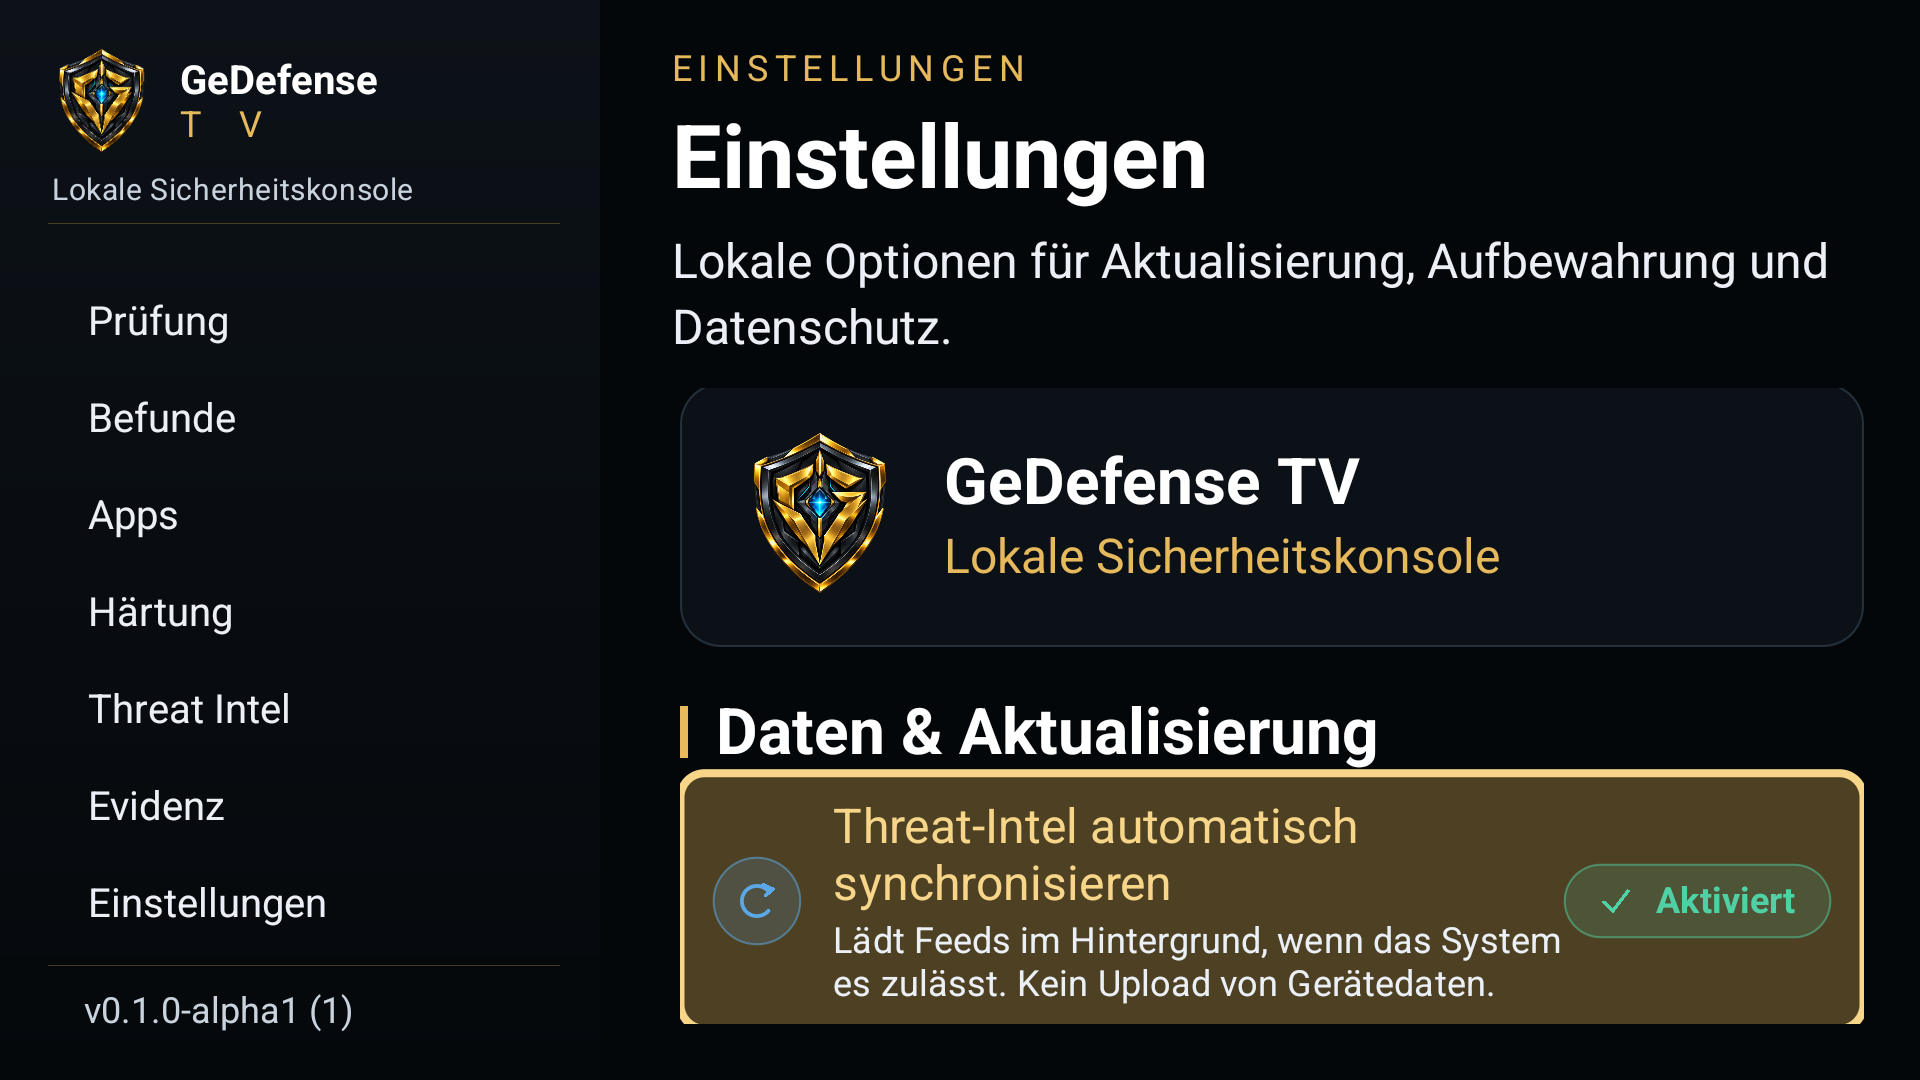 GeDefense
T V
Lokale Sicherheitskonsole
Prüfung
Befunde
Apps
Härtung
Threat Intel
Evidenz
Einstellungen
v0.1.0-alpha1 (1)
EINSTELLUNGEN
Einstellungen
Lokale Optionen für Aktualisierung, Aufbewahrung und
Datenschutz.
GeDefense TV
Lokale Sicherheitskonsole
Daten & Aktualisierung
Threat-Intel automatisch
synchronisieren
Lädt Feeds im Hintergrund, wenn das System
es zulässt. Kein Upload von Gerätedaten.
Aktiviert